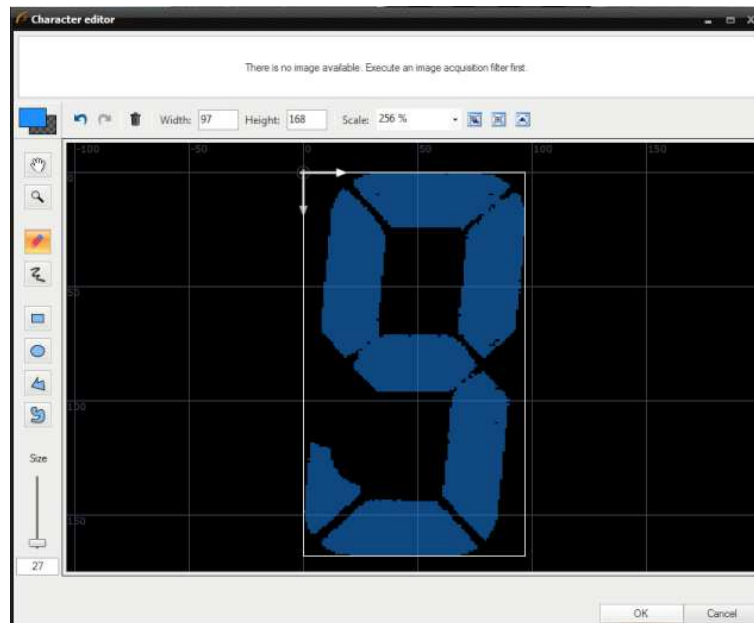 Character editor
There is no image available. Execute an image acquisition filter first.
Width: 97 Height: 168 Scale: 256 %
-100 -50 0 50 100 150
0
50
100
150
9
Size
27
OK Cancel